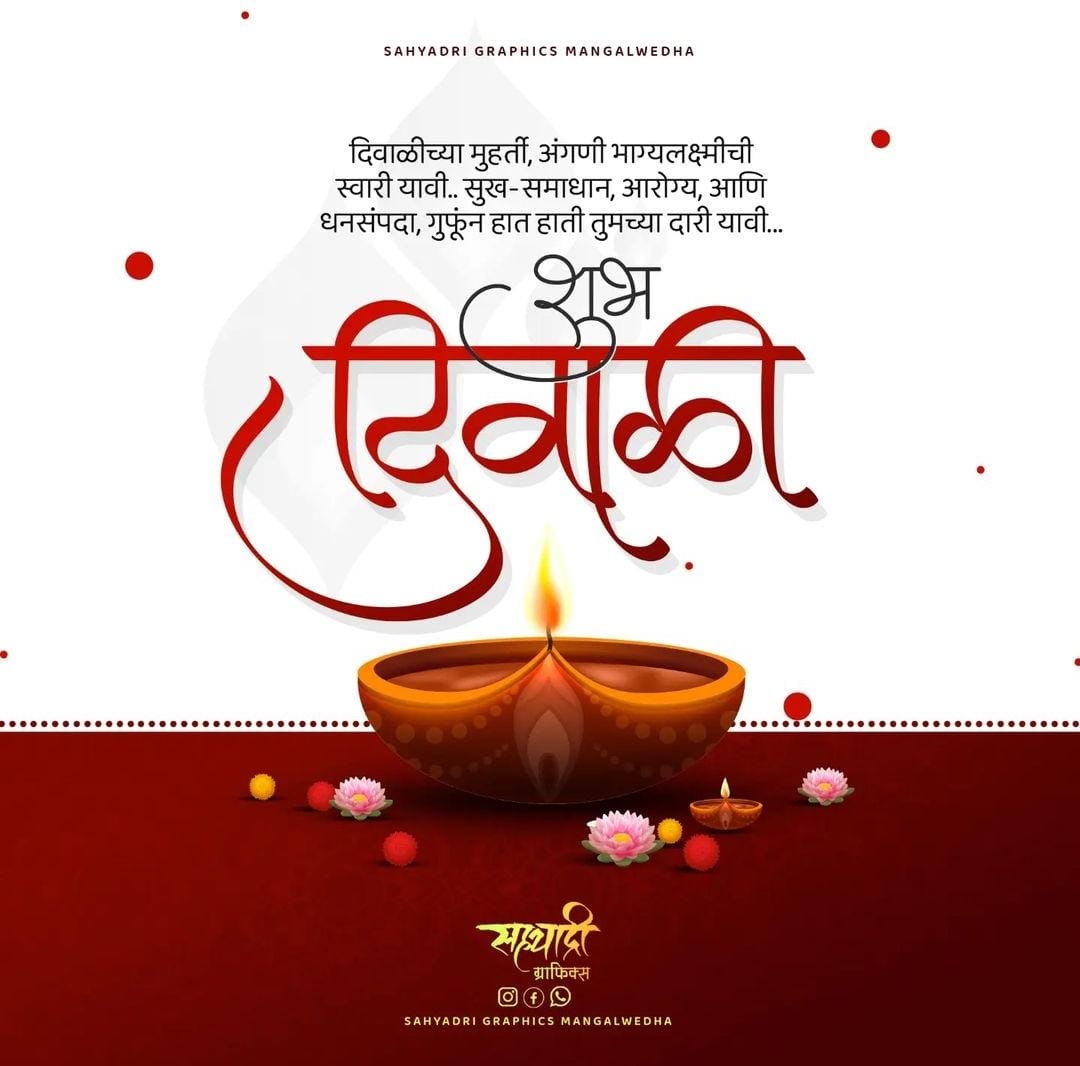 SAHYADRI GRAPHICS MANGALWEDHA
दिवाळीच्या मुहर्ती, अंगणी भाग्यलक्ष्मीची
स्वारी यावी.. सुख-समाधान, आरोग्य, आणि
धनसंपदा, गुफूंन हात हाती तुमच्या दारी यावी...
शुभ
दिवाळी
सह्याद्री
ग्राफिक्स
SAHYADRI GRAPHICS MANGALWEDHA